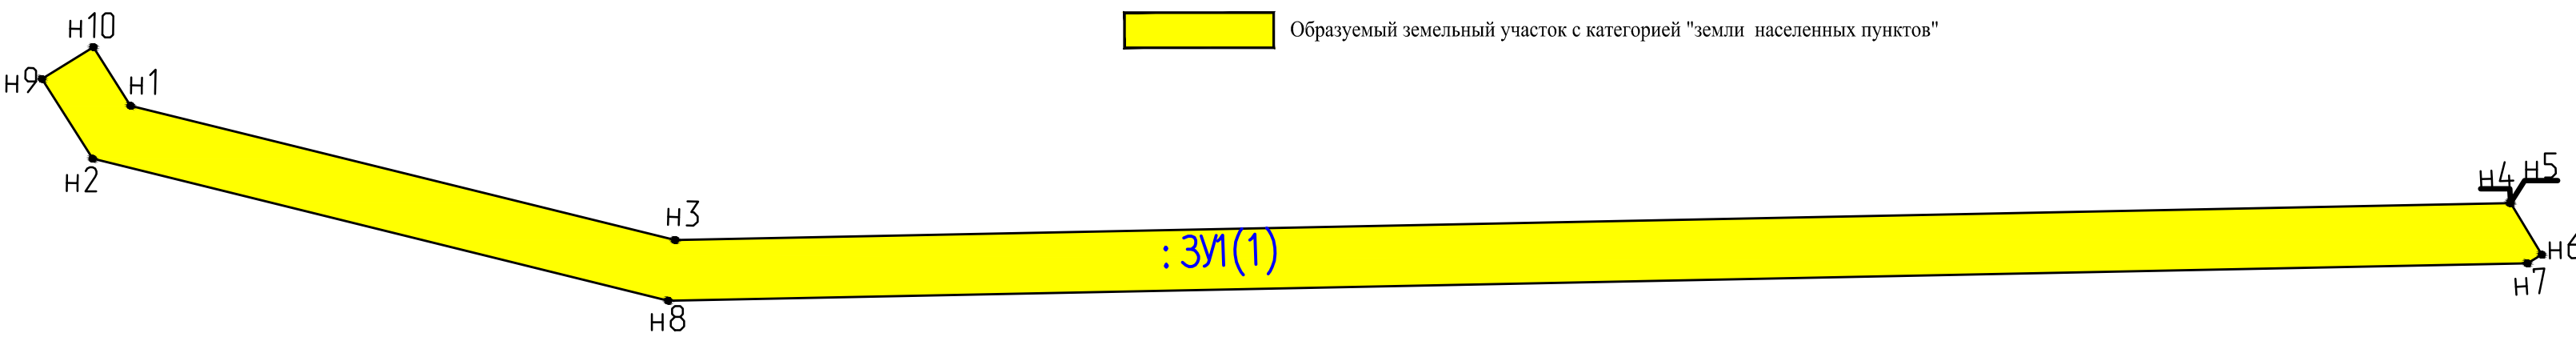 н10
Образуемый земельный участок с категорией "земли населенных пунктов"
н9
н1
н2
н4
н5
н3
:ЗУ1(1)
н6
н7
н8